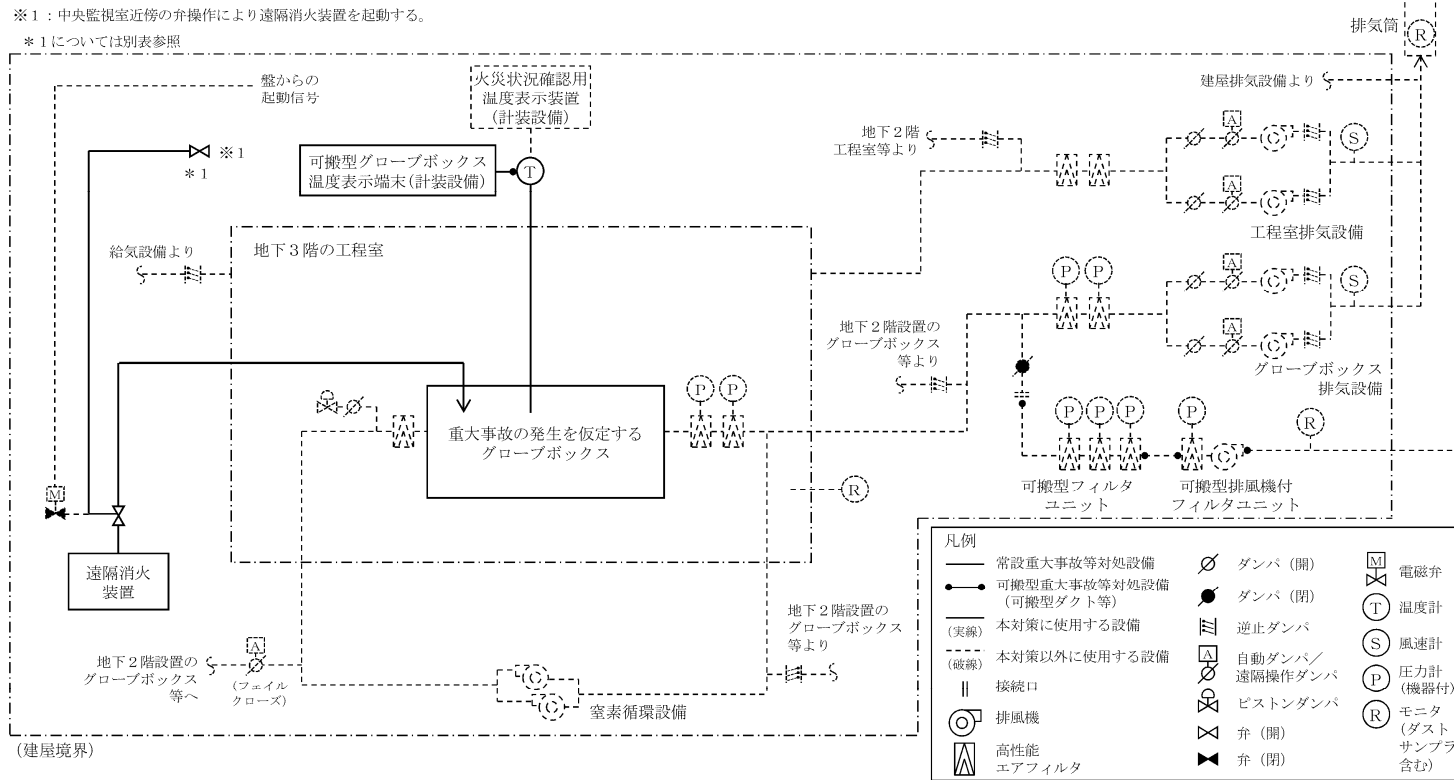 ※1：中央監視室近傍の弁操作により遠隔消火装置を起動する。
＊1については別表参照
排気筒
R
盤からの
起動信号
火災状況確認用
温度表示装置
(計装設備)
建屋排気設備より
※1
＊1
可搬型グローブボックス
温度表示端末(計装設備)
T
地下2階
工程室等より
A
S
A
工程室排気設備
給気設備より
地下3階の工程室
P
P
A
S
地下2階設置の
グローブボックス
等より
A
グローブボックス
排気設備
重大事故の発生を仮定する
グローブボックス
P
P
P
P
P
P
R
可搬型フィルタ
ユニット
可搬型排風機付
フィルタユニット
R
M
遠隔消火
装置
地下2階設置の
グローブボックス
等へ
A
(フェイル
クローズ)
窒素循環設備
地下2階設置の
グローブボックス
等より
(建屋境界)
凡例
常設重大事故等対処設備
可搬型重大事故等対処設備
(可搬型ダクト等)
(実線) 本対策に使用する設備
(破線) 本対策以外に使用する設備
接続口
排風機
高性能
エアフィルタ
ダンパ（開）
ダンパ（閉）
逆止ダンパ
A 自動ダンパ／
遠隔操作ダンパ
ピストンダンパ
弁（開）
弁（閉）
M 電磁弁
T 温度計
S 風速計
P 圧力計
(機器付)
R モニタ
(ダスト
サンプラ
含む)